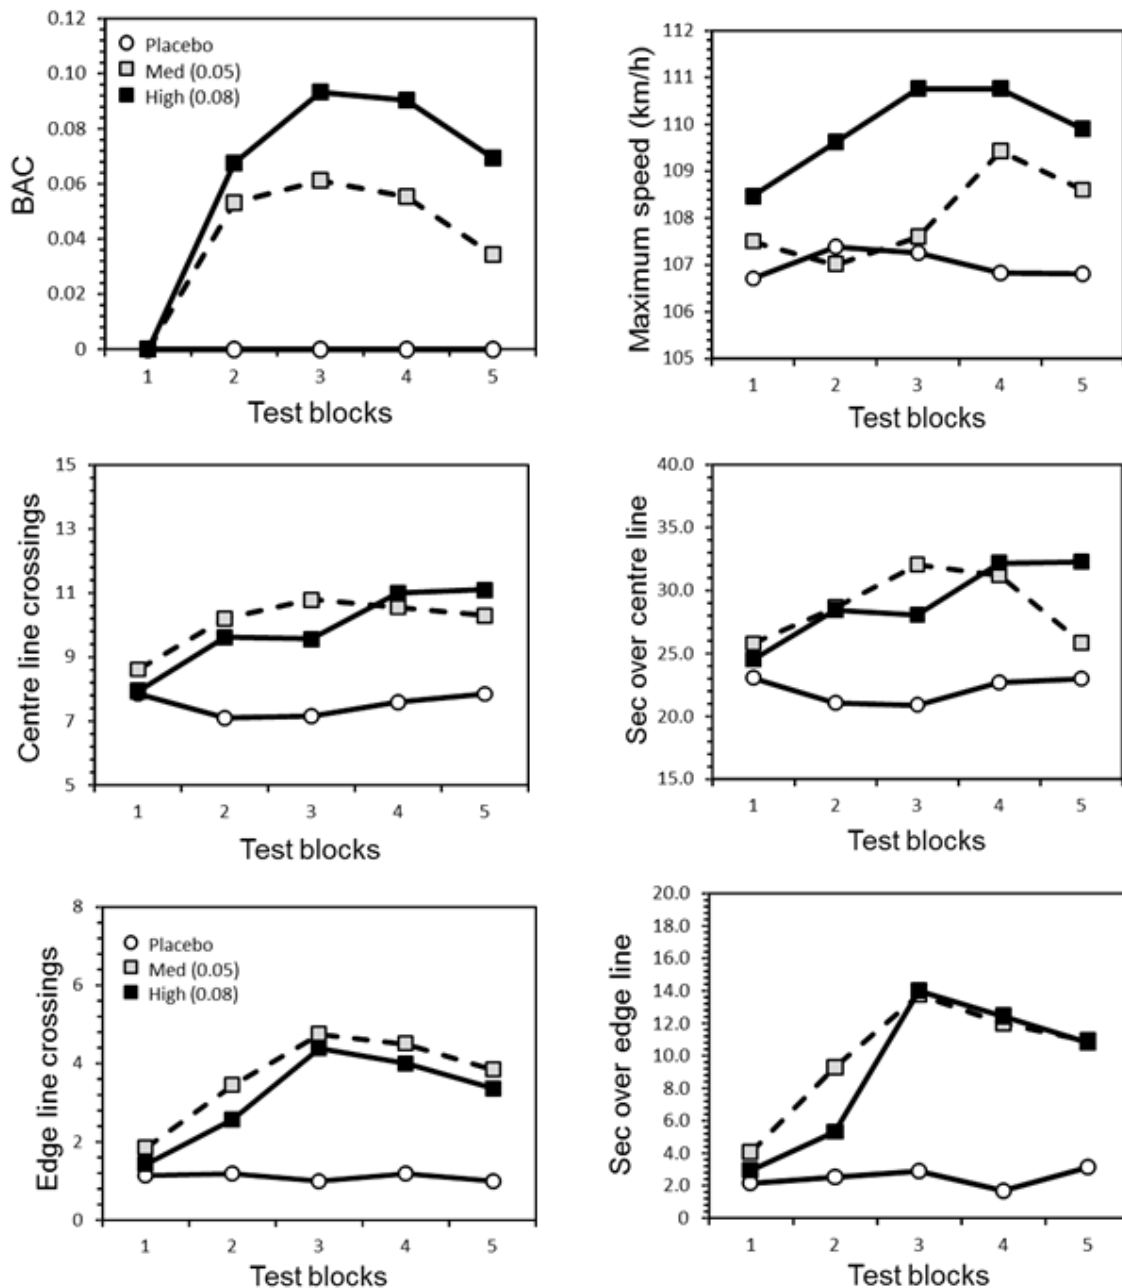 BAC
0.12
0.10
0.08
0.06
0.04
0.02
0
Placebo
Med (0.05)
High (0.08)
1 2 3 4 5
Test blocks
Maximum speed (km/h)
112
111
110
109
108
107
106
105
1 2 3 4 5
Test blocks
Centre line crossings
15
13
11
9
7
5
1 2 3 4 5
Test blocks
Sec over centre line
40.0
35.0
30.0
25.0
20.0
15.0
1 2 3 4 5
Test blocks
Edge line crossings
8
6
4
2
0
Placebo
Med (0.05)
High (0.08)
1 2 3 4 5
Test blocks
Sec over edge line
20.0
18.0
16.0
14.0
12.0
10.0
8.0
6.0
4.0
2.0
0
1 2 3 4 5
Test blocks